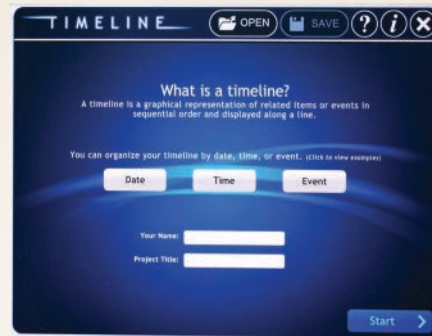 TIMELINE
OPEN
SAVE
?
i
X
What is a timeline?
A timeline is a graphical representation of related items or events in
sequential order and displayed along a line.
You can organize your timeline by date, time, or event. (Click to view examples)
Date
Time
Event
Your Name:
Project Title:
Start